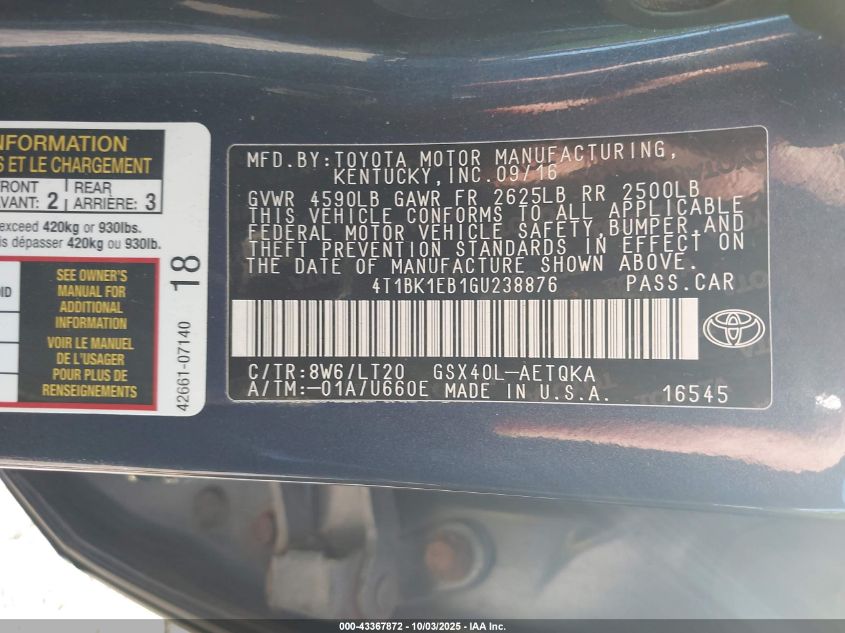 INFORMATION
S ET LE CHARGEMENT
FRONT
VANT: 2
REAR
ARRIÈRE: 3
exceed 420kg or 930lbs.
is dépasser 420kg ou 930lb.
SEE OWNER'S
MANUAL FOR
ADDITIONAL
INFORMATION
VOIR LE MANUEL
DE L'USAGER
POUR PLUS DE
RENSEIGNEMENTS
18
42661-07140
MFD.BY:TOYOTA MOTOR MANUFACTURING,
KENTUCKY, INC.09/16
GVWR 4590LB GAWR FR 2625LB RR 2500LB
THIS VEHICLE CONFORMS TO ALL APPLICABLE
FEDERAL MOTOR VEHICLE SAFETY,BUMPER,AND
THEFT PREVENTION STANDARDS IN EFFECT ON
THE DATE OF MANUFACTURE SHOWN ABOVE.
4T1BK1EB1GU238876 PASS.CAR
C/TR:8W6/LT20 GSX40L-AETQKA
A/TM:-01A/U660E MADE IN U.S.A. 16545
000-43367872 | 10/03/2025 | IAA Inc.